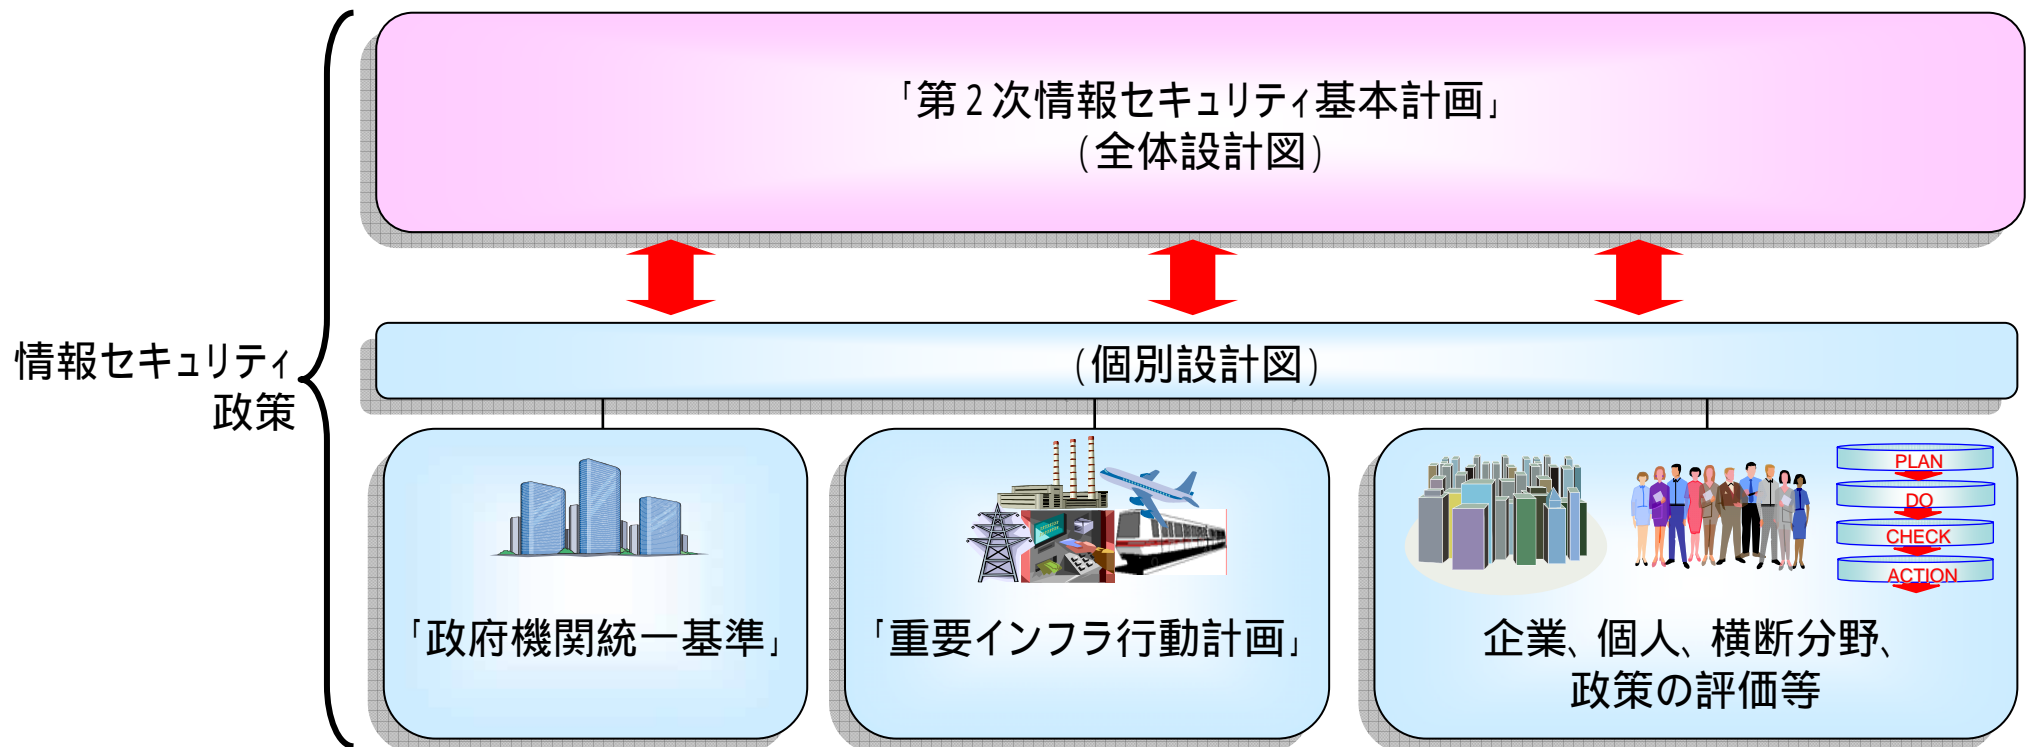 「第2次情報セキュリティ基本計画」
(全体設計図)
情報セキュリティ
政策
(個別設計図)
「政府機関統一基準」
「重要インフラ行動計画」
PLAN
DO
CHECK
ACTION
企業、個人、横断分野、
政策の評価等